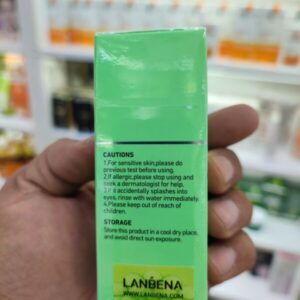 CAUTIONS
1.For sensitive skin,please do
previous test before using.
2.If allergic,please stop using and
seek a dermatologist for help.
3.If it accidentally splashes into
eyes, rinse with water immediately.
4.Please keep out of reach of
children.
STORAGE
Store this product in a cool dry place,
and avoid direct sun exposure.
LANBENA
WWW.LANBENA.COM